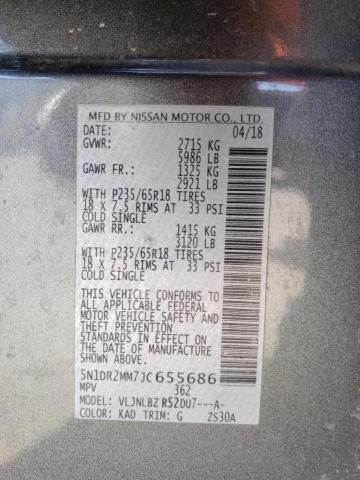 MFD BY NISSAN MOTOR CO., LTD.
DATE: 04/18
GVWR: 2715 KG
5986 LB
GAWR FR.: 1325 KG
2921 LB
WITH P235/65R18 TIRES
18 X 7.5 RIMS AT 33 PSI
COLD SINGLE
GAWR RR.: 1415 KG
3120 LB
WITH P235/65R18 TIRES
18 X 7.5 RIMS AT 33 PSI
COLD SINGLE
THIS VEHICLE CONFORMS TO
ALL APPLICABLE FEDERAL
MOTOR VEHICLE SAFETY AND
THEFT PREVENTION
STANDARDS IN EFFECT ON
THE DATE OF MANUFACTURE
SHOWN ABOVE.
5N1DR2MM7JC655686
MPV 362
MODEL: VLJNLBZ R52DU7---A-
COLOR: KAD TRIM: G ZS30A